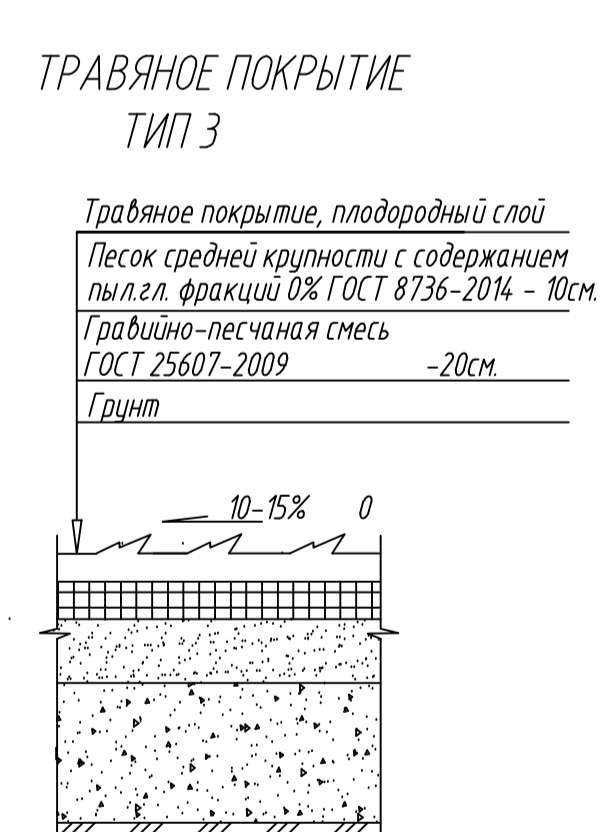 ТРАВЯНОЕ ПОКРЫТИЕ
ТИП 3
Травяное покрытие, плодородный слой
Песок средней крупности с содержанием
пыл.гл. фракций 0% ГОСТ 8736-2014 - 10см.
Гравийно-песчаная смесь
ГОСТ 25607-2009 -20см.
Грунт
10-15% 0